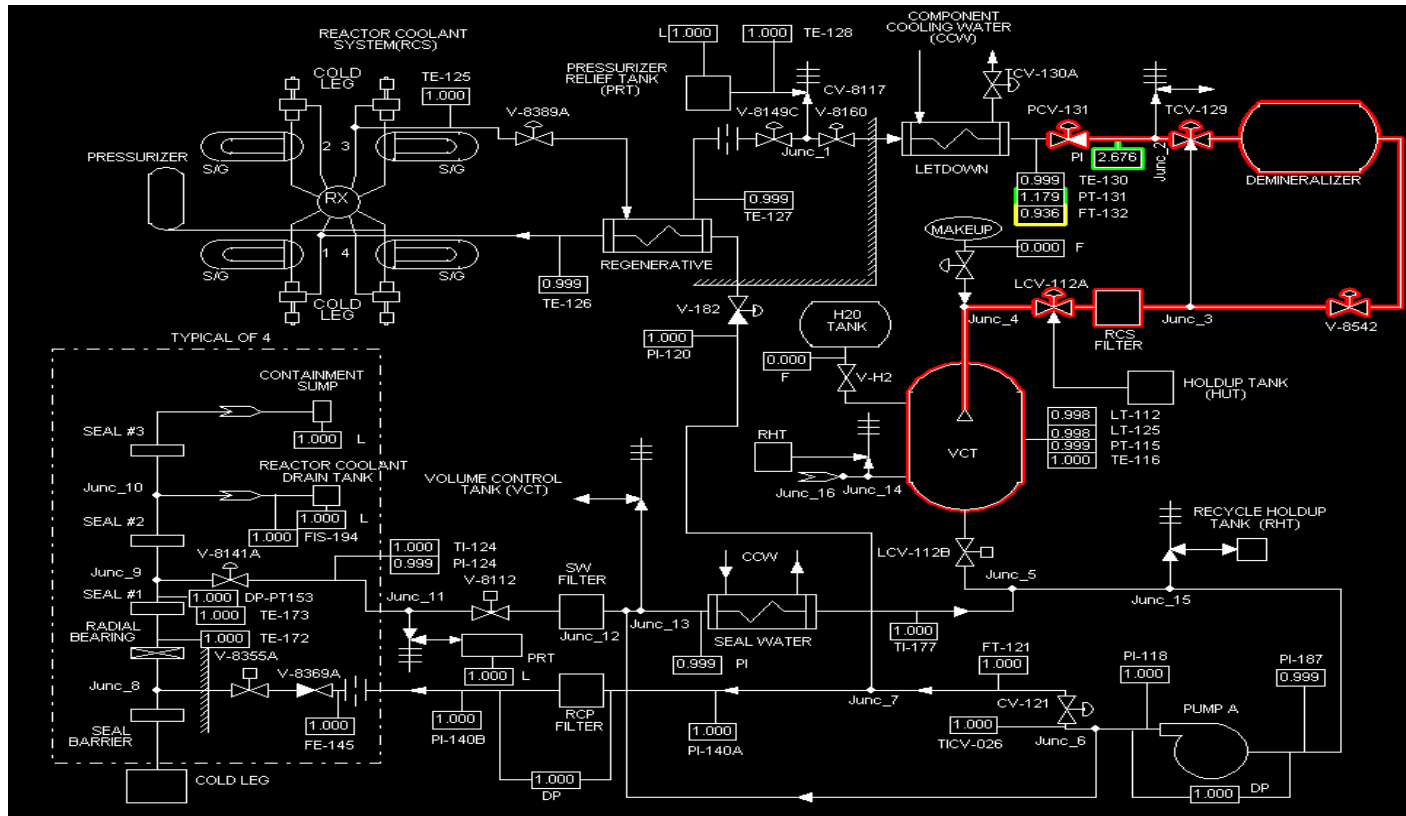 REACTOR COOLANT
SYSTEM(RCS)
COLD
LEG
COLD
LEG
TE-125
1.000
V-8389A
L
1.000
1.000
TE-128
PRESSURIZER
RELIEF TANK
(PRT)
CV-8117
V-8149C
V-8160
Junc_1
COMPONENT
COOLING WATER
(CCW)
TCV-130A
PCV-131
TCV-129
PI
2.676
Junc_2
LETDOWN
DEMINERALIZER
0.999
TE-130
1.179
PT-131
0.936
FT-132
PRESSURIZER
S/G
S/G
2 3
RX
1 4
S/G
S/G
COLD
LEG
COLD
LEG
0.999
TE-126
REGENERATIVE
0.999
TE-127
MAKEUP
0.000
F
LCV-112A
Junc_4
RCS
FILTER
Junc_3
V-8542
V-182
1.000
PI-120
H20
TANK
0.000
F
V-H2
HOLDUP TANK
(HUT)
0.998
LT-112
0.998
LT-125
0.999
PT-115
1.000
TE-116
VCT
RHT
Junc_16
Junc_14
TYPICAL OF 4
CONTAINMENT
SUMP
1.000
L
SEAL #3
REACTOR COOLANT
DRAIN TANK
Junc_10
1.000
L
1.000
FIS-194
SEAL #2
V-8141A
Junc_9
SEAL #1
1.000
DP-PT153
1.000
TE-173
RADIAL
BEARING
1.000
TE-172
V-8355A
V-8369A
Junc_8
SEAL
BARRIER
1.000
FE-145
COLD LEG
VOLUME CONTROL
TANK (VCT)
1.000
TI-124
0.999
PI-124
V-8112
SW
FILTER
Junc_11
Junc_12
Junc_13
PRT
1.000
L
CCW
SEAL WATER
0.999
PI
1.000
TI-177
LCV-112B
Junc_5
RECYCLE HOLDUP
TANK (RHT)
Junc_15
FT-121
1.000
PI-118
1.000
PI-187
0.999
CV-121
PUMP A
1.000
TICV-026
Junc_6
Junc_7
RCP
FILTER
1.000
PI-140B
1.000
PI-140A
1.000
DP
1.000
DP